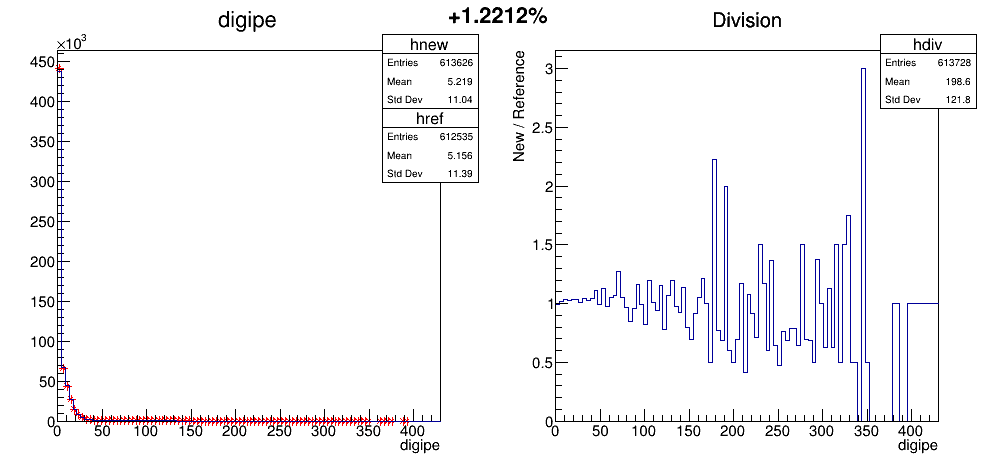 +1.2212%
digipe
×10³
hnew
Entries 613626
Mean 5.219
Std Dev 11.04
href
Entries 612535
Mean 5.156
Std Dev 11.39
450
400
350
300
250
200
150
100
50
0
0 50 100 150 200 250 300 350 400
digipe
Division
New / Reference
hdiv
Entries 613728
Mean 198.6
Std Dev 121.8
3
2.5
2
1.5
1
0.5
0
0 50 100 150 200 250 300 350 400
digipe